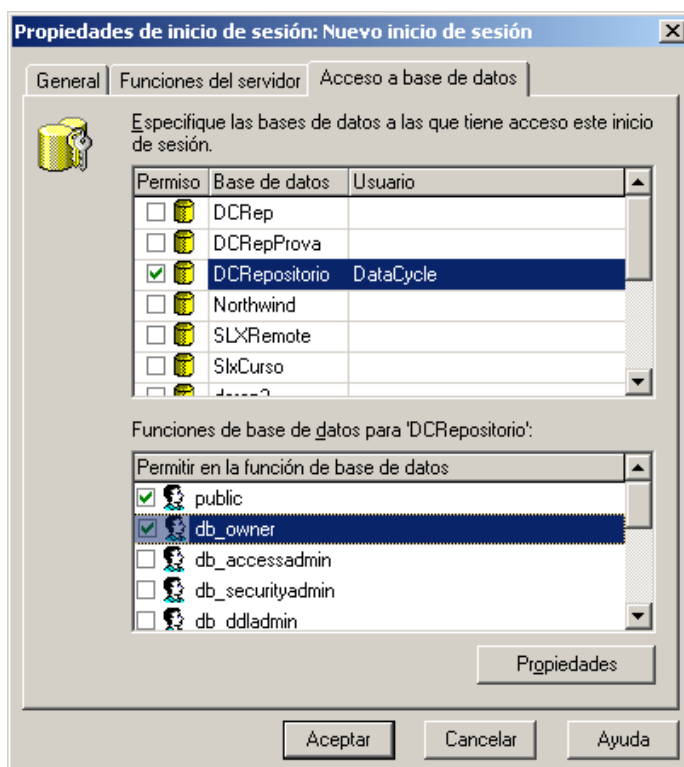 Propiedades de inicio de sesión: Nuevo inicio de sesión
General Funciones del servidor Acceso a base de datos
Especifique las bases de datos a las que tiene acceso este inicio
de sesión.
Permiso Base de datos Usuario
DCRep
DCRepProva
DCRepositorio DataCycle
Northwind
SLXRemote
SlxCurso
Funciones de base de datos para 'DCRepositorio':
Permitir en la función de base de datos
public
db_owner
db_accessadmin
db_securityadmin
db_ddladmin
Propiedades
Aceptar Cancelar Ayuda